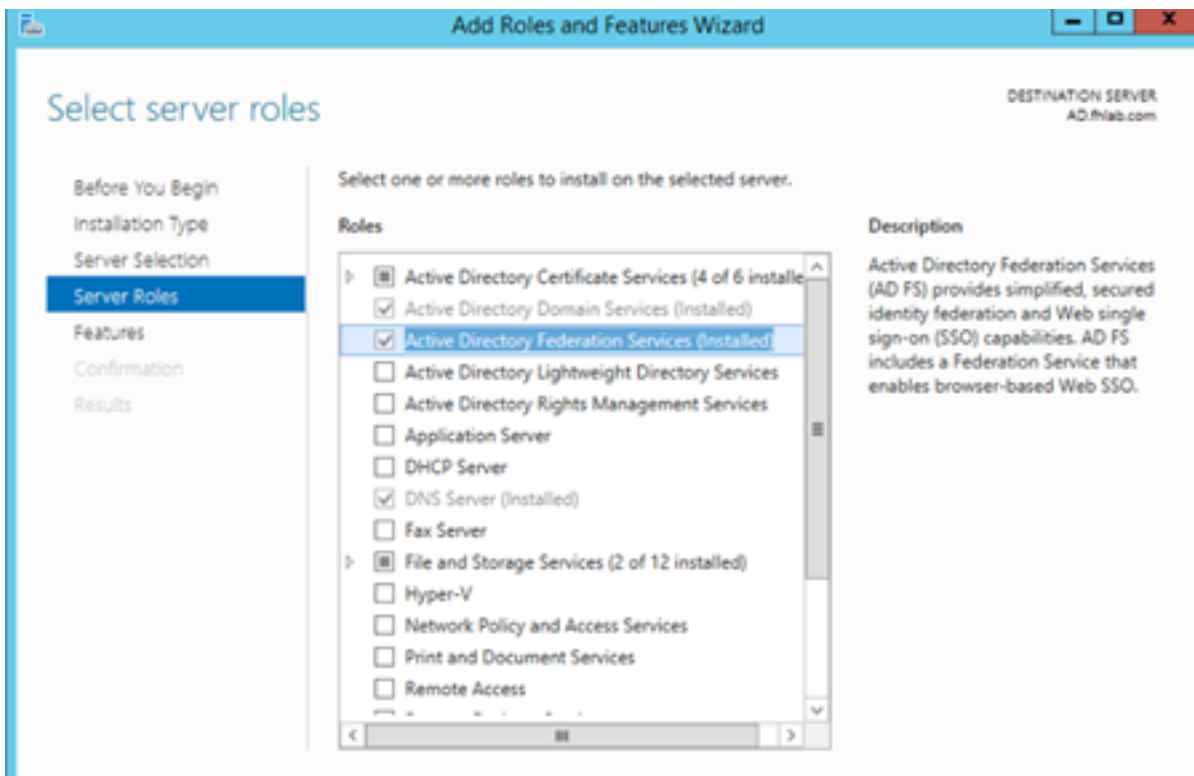 Add Roles and Features Wizard
Select server roles
DESTINATION SERVER
AD.fhlab.com
Before You Begin
Installation Type
Server Selection
Server Roles
Features
Confirmation
Results
Select one or more roles to install on the selected server.
Roles
Active Directory Certificate Services (4 of 6 installe
Active Directory Domain Services (Installed)
Active Directory Federation Services (Installed)
Active Directory Lightweight Directory Services
Active Directory Rights Management Services
Application Server
DHCP Server
DNS Server (Installed)
Fax Server
File and Storage Services (2 of 12 installed)
Hyper-V
Network Policy and Access Services
Print and Document Services
Remote Access
Description
Active Directory Federation Services
(AD FS) provides simplified, secured
identity federation and Web single
sign-on (SSO) capabilities. AD FS
includes a Federation Service that
enables browser-based Web SSO.